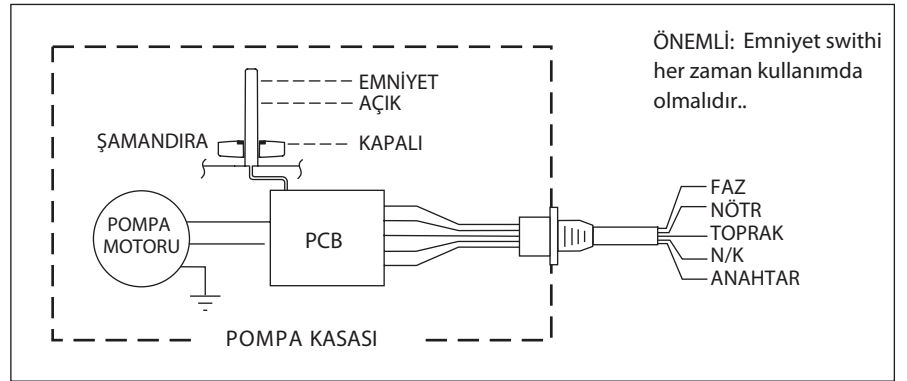 ÖNEMLİ: Emniyet swithi
her zaman kullanımda
olmalıdır..
EMNİYET
AÇIK
ŞAMANDIRA
KAPALI
POMPA
MOTORU
PCB
FAZ
NÖTR
TOPRAK
N/K
ANAHTAR
POMPA KASASI